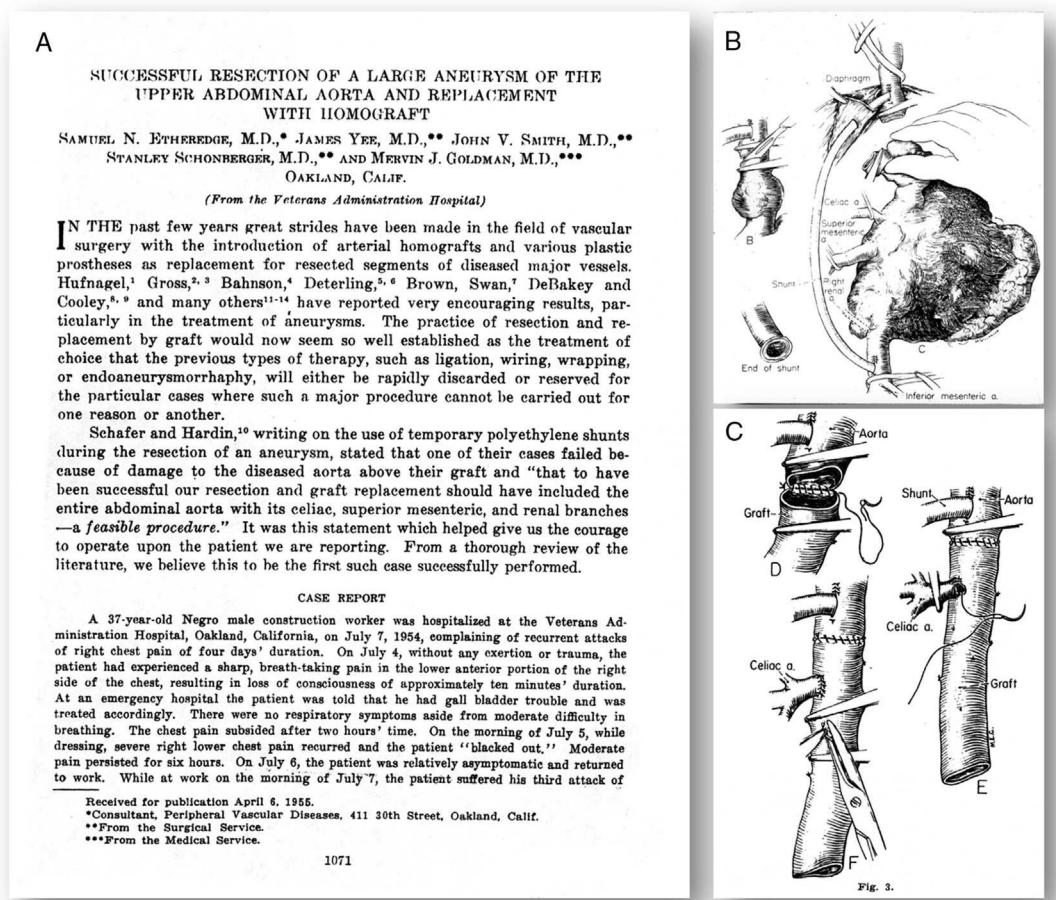 A
SUCCESSFUL RESECTION OF A LARGE ANEURYSM OF THE
UPPER ABDOMINAL AORTA AND REPLACEMENT
WITH HOMOGRAFT
SAMUEL N. ETHEREDGE, M.D.,* JAMES YEE, M.D.,** JOHN V. SMITH, M.D.,**
STANLEY SCHONBERGER, M.D.,** AND MERVIN J. GOLDMAN, M.D.,***
OAKLAND, CALIF.
(From the Veterans Administration Hospital)
IN THE past few years great strides have been made in the field of vascular
surgery with the introduction of arterial homografts and various plastic
prostheses as replacement for resected segments of diseased major vessels.
Hufnagel,¹ Gross,²,³ Bahnson,⁴ Deterling,⁵,⁶ Brown, Swan,⁷ DeBakey and
Cooley,⁸,⁹ and many others¹¹-¹⁴ have reported very encouraging results, par-
ticularly in the treatment of aneurysms. The practice of resection and re-
placement by graft would now seem so well established as the treatment of
choice that the previous types of therapy, such as ligation, wiring, wrapping,
or endoaneurysmorrhaphy, will either be rapidly discarded or reserved for
the particular cases where such a major procedure cannot be carried out for
one reason or another.
Schafer and Hardin,¹⁰ writing on the use of temporary polyethylene shunts
during the resection of an aneurysm, stated that one of their cases failed be-
cause of damage to the diseased aorta above their graft and "that to have
been successful our resection and graft replacement should have included the
entire abdominal aorta with its celiac, superior mesenteric, and renal branches
—a feasible procedure." It was this statement which helped give us the courage
to operate upon the patient we are reporting. From a thorough review of the
literature, we believe this to be the first such case successfully performed.
CASE REPORT
A 37-year-old Negro male construction worker was hospitalized at the Veterans Ad-
ministration Hospital, Oakland, California, on July 7, 1954, complaining of recurrent attacks
of right chest pain of four days' duration. On July 4, without any exertion or trauma, the
patient had experienced a sharp, breath-taking pain in the lower anterior portion of the right
side of the chest, resulting in loss of consciousness of approximately ten minutes' duration.
At an emergency hospital the patient was told that he had gall bladder trouble and was
treated accordingly. There were no respiratory symptoms aside from moderate difficulty in
breathing. The chest pain subsided after two hours' time. On the morning of July 5, while
dressing, severe right lower chest pain recurred and the patient "blacked out." Moderate
pain persisted for six hours. On July 6, the patient was relatively asymptomatic and returned
to work. While at work on the morning of July 7, the patient suffered his third attack of
Received for publication April 6, 1955.
*Consultant, Peripheral Vascular Diseases, 411 30th Street, Oakland, Calif.
**From the Surgical Service.
***From the Medical Service.
1071
B
Diaphragm
B
Celiac a.
Superior
mesenteric
a.
Shunt
Right
renal
a.
C
End of shunt
Inferior mesenteric a.
C
Aorta
Graft
D
Shunt
Aorta
Celiac a.
Graft
E
Celiac a.
F
Fig. 3.